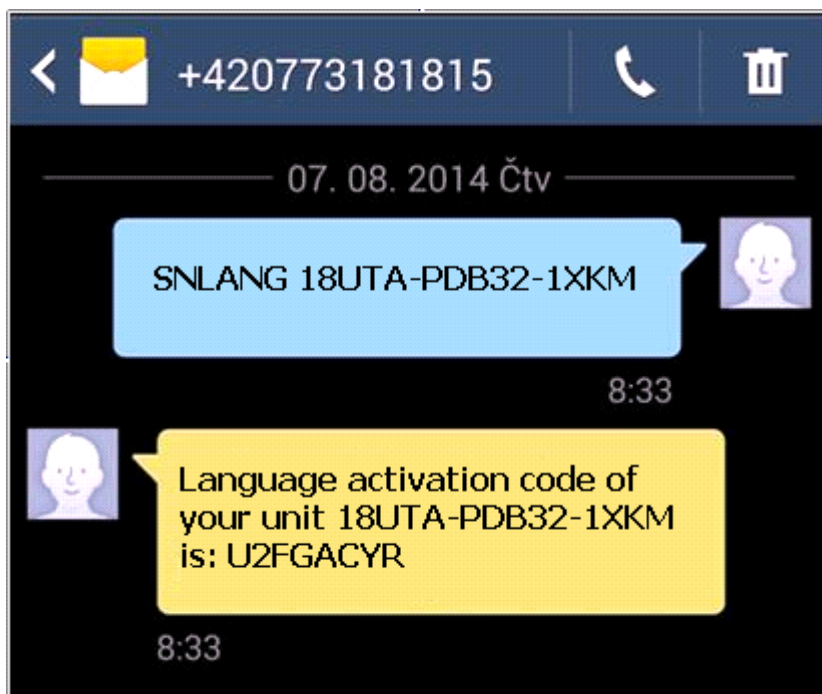 +420773181815
07. 08. 2014 Čtv
SNLANG 18UTA-PDB32-1XKM
8:33
Language activation code of
your unit 18UTA-PDB32-1XKM
is: U2FGACYR
8:33